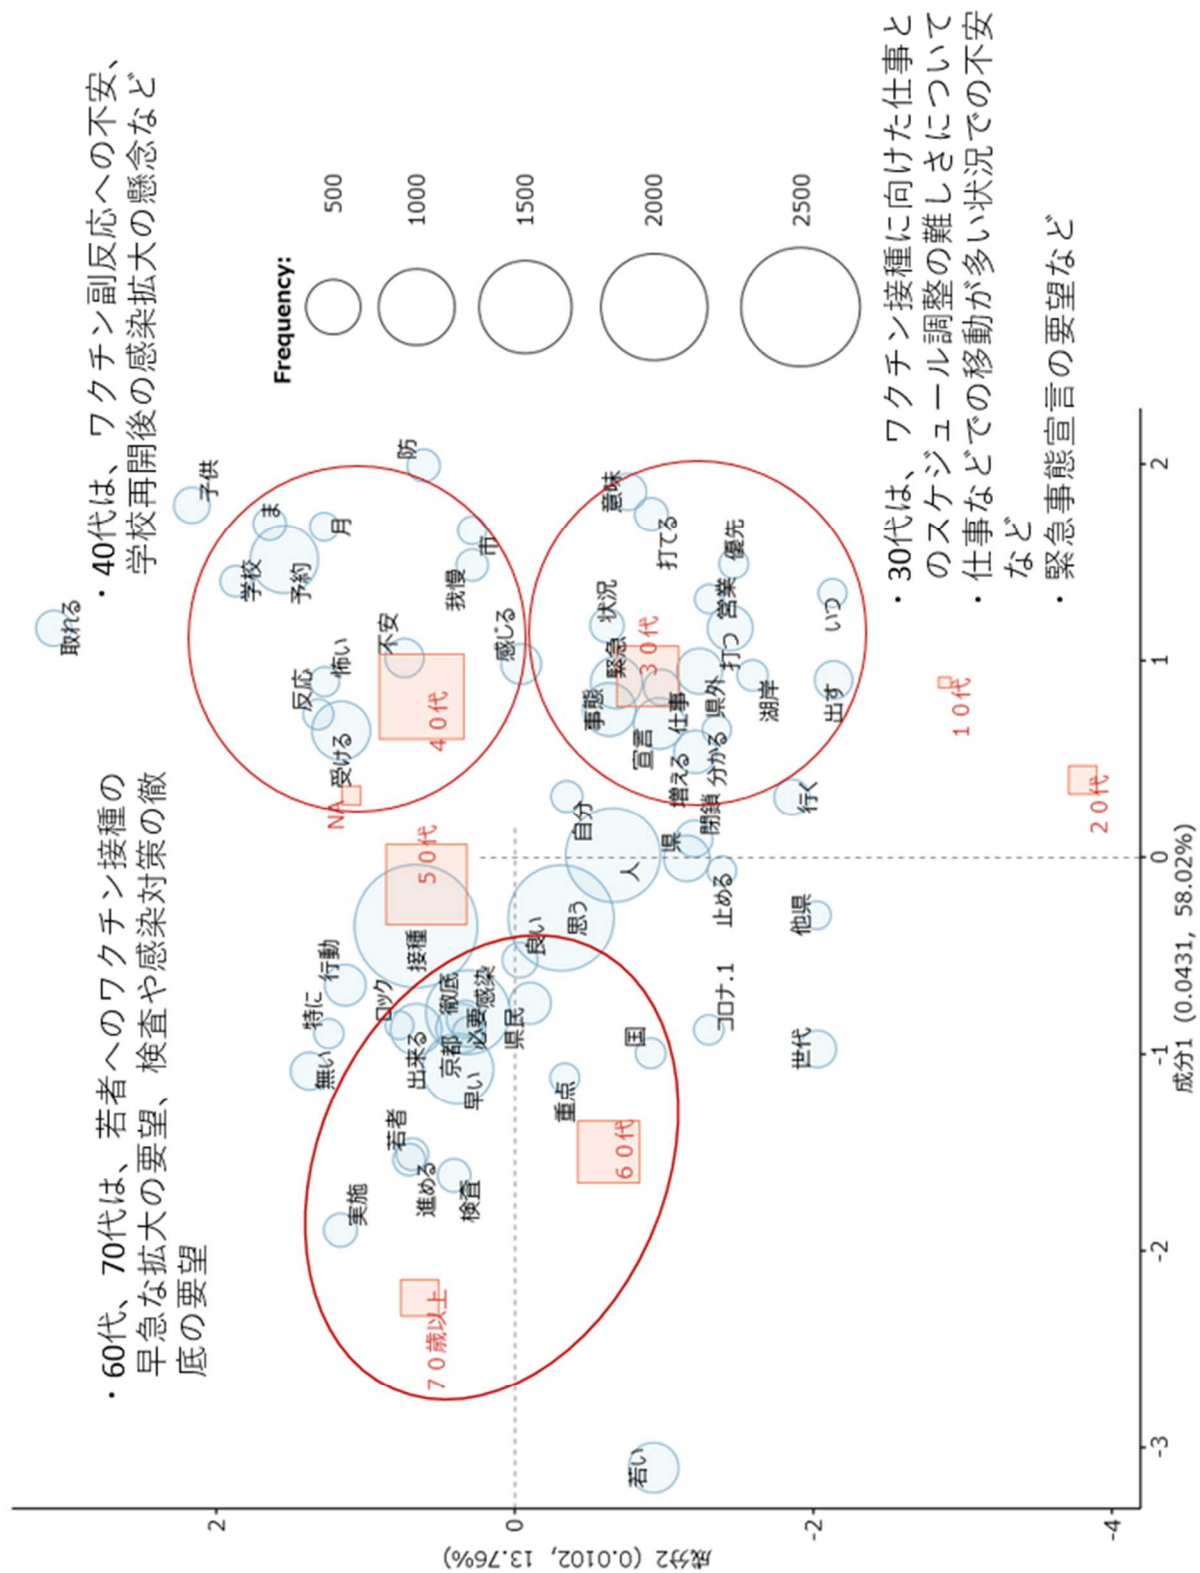 ・60代、70代は、若者へのワクチン接種の
早急な拡大の要望、検査や感染対策の徹
底の要望
・40代は、ワクチン副反応への不安、
学校再開後の感染拡大の懸念など
取れる
子供
ま
学校
予約
月
防
市
我慢
不安
怖い
反応
受ける
感じる
NA
40代
50代
接種
行動
特に
無い
ロック
徹底
感染
必要
出来る
京都
早い
県民
良い
思う
人
自分
若者
進める
検査
実施
重点
60代
70歳以上
国
若い
意味
打てる
優先
営業
状況
緊急
30代
事態
宣言
仕事
県外
打つ
湖岸
いつ
出す
増える
分かる
閉鎖
県
止める
行く
他県
コロナ.1
世代
10代
20代
Frequency:
500
1000
1500
2000
2500
・30代は、ワクチン接種に向けた仕事と
のスケジュール調整の難しさについて
・仕事などでの移動が多い状況での不安
など
・緊急事態宣言の要望など
2
0
-2
-4
成分2 (0.0102, 13.76%)
-3
-2
-1
0
1
2
成分1 (0.0431, 58.02%)